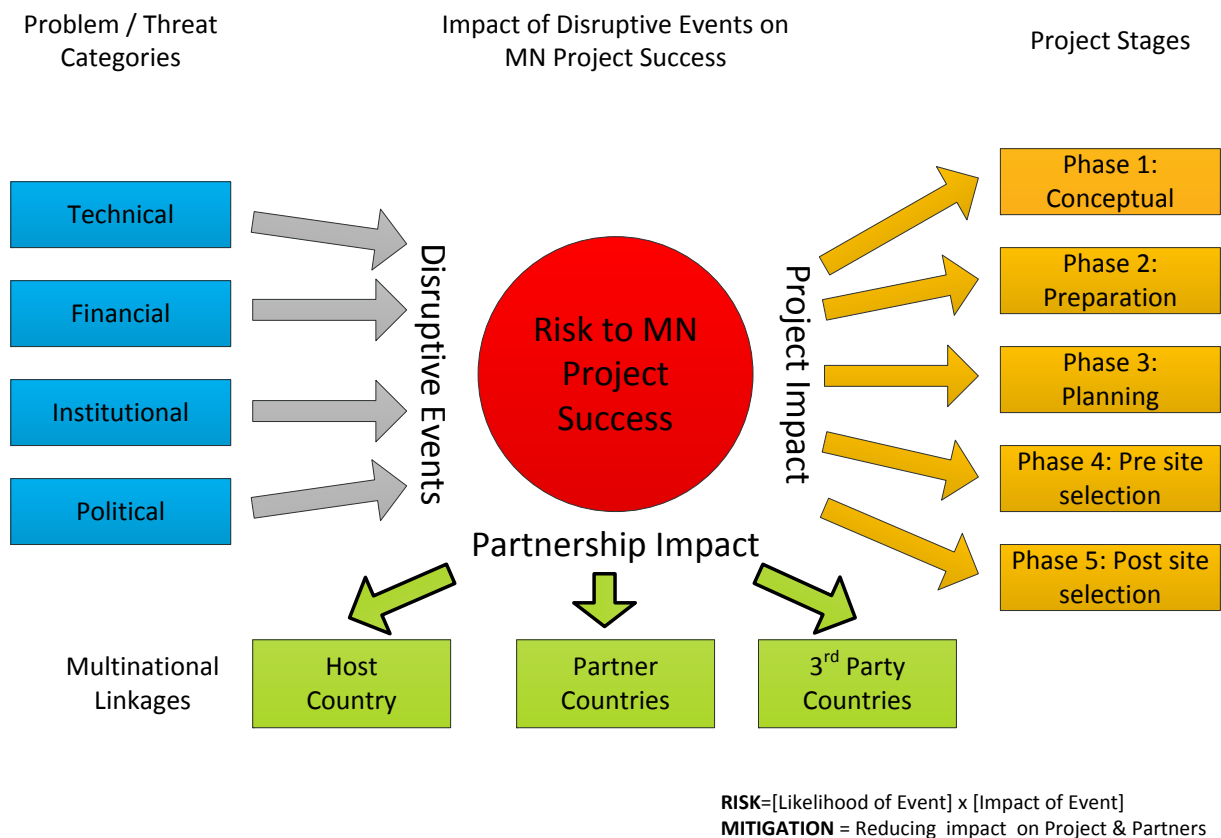 Problem / Threat
Categories
Impact of Disruptive Events on
MN Project Success
Project Stages
Technical
Financial
Institutional
Political
Disruptive Events
Risk to MN
Project
Success
Project Impact
Phase 1:
Conceptual
Phase 2:
Preparation
Phase 3:
Planning
Phase 4: Pre site
selection
Phase 5: Post site
selection
Partnership Impact
Multinational
Linkages
Host
Country
Partner
Countries
3rd Party
Countries
RISK=[Likelihood of Event] x [Impact of Event]
MITIGATION = Reducing impact on Project & Partners